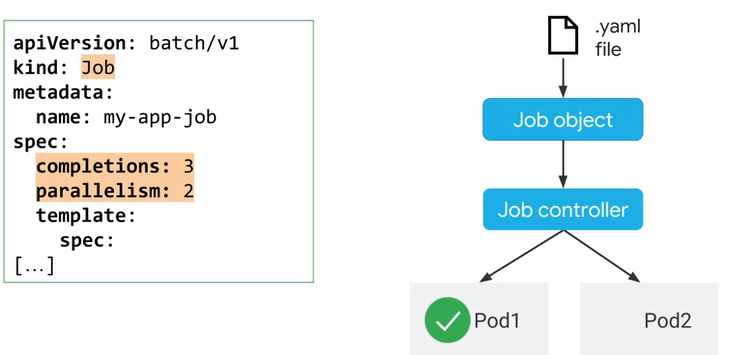 apiVersion: batch/v1
kind: Job
metadata:
  name: my-app-job
spec:
  completions: 3
  parallelism: 2
  template:
    spec:
[...]
.yaml
file
Job object
Job controller
Pod1
Pod2